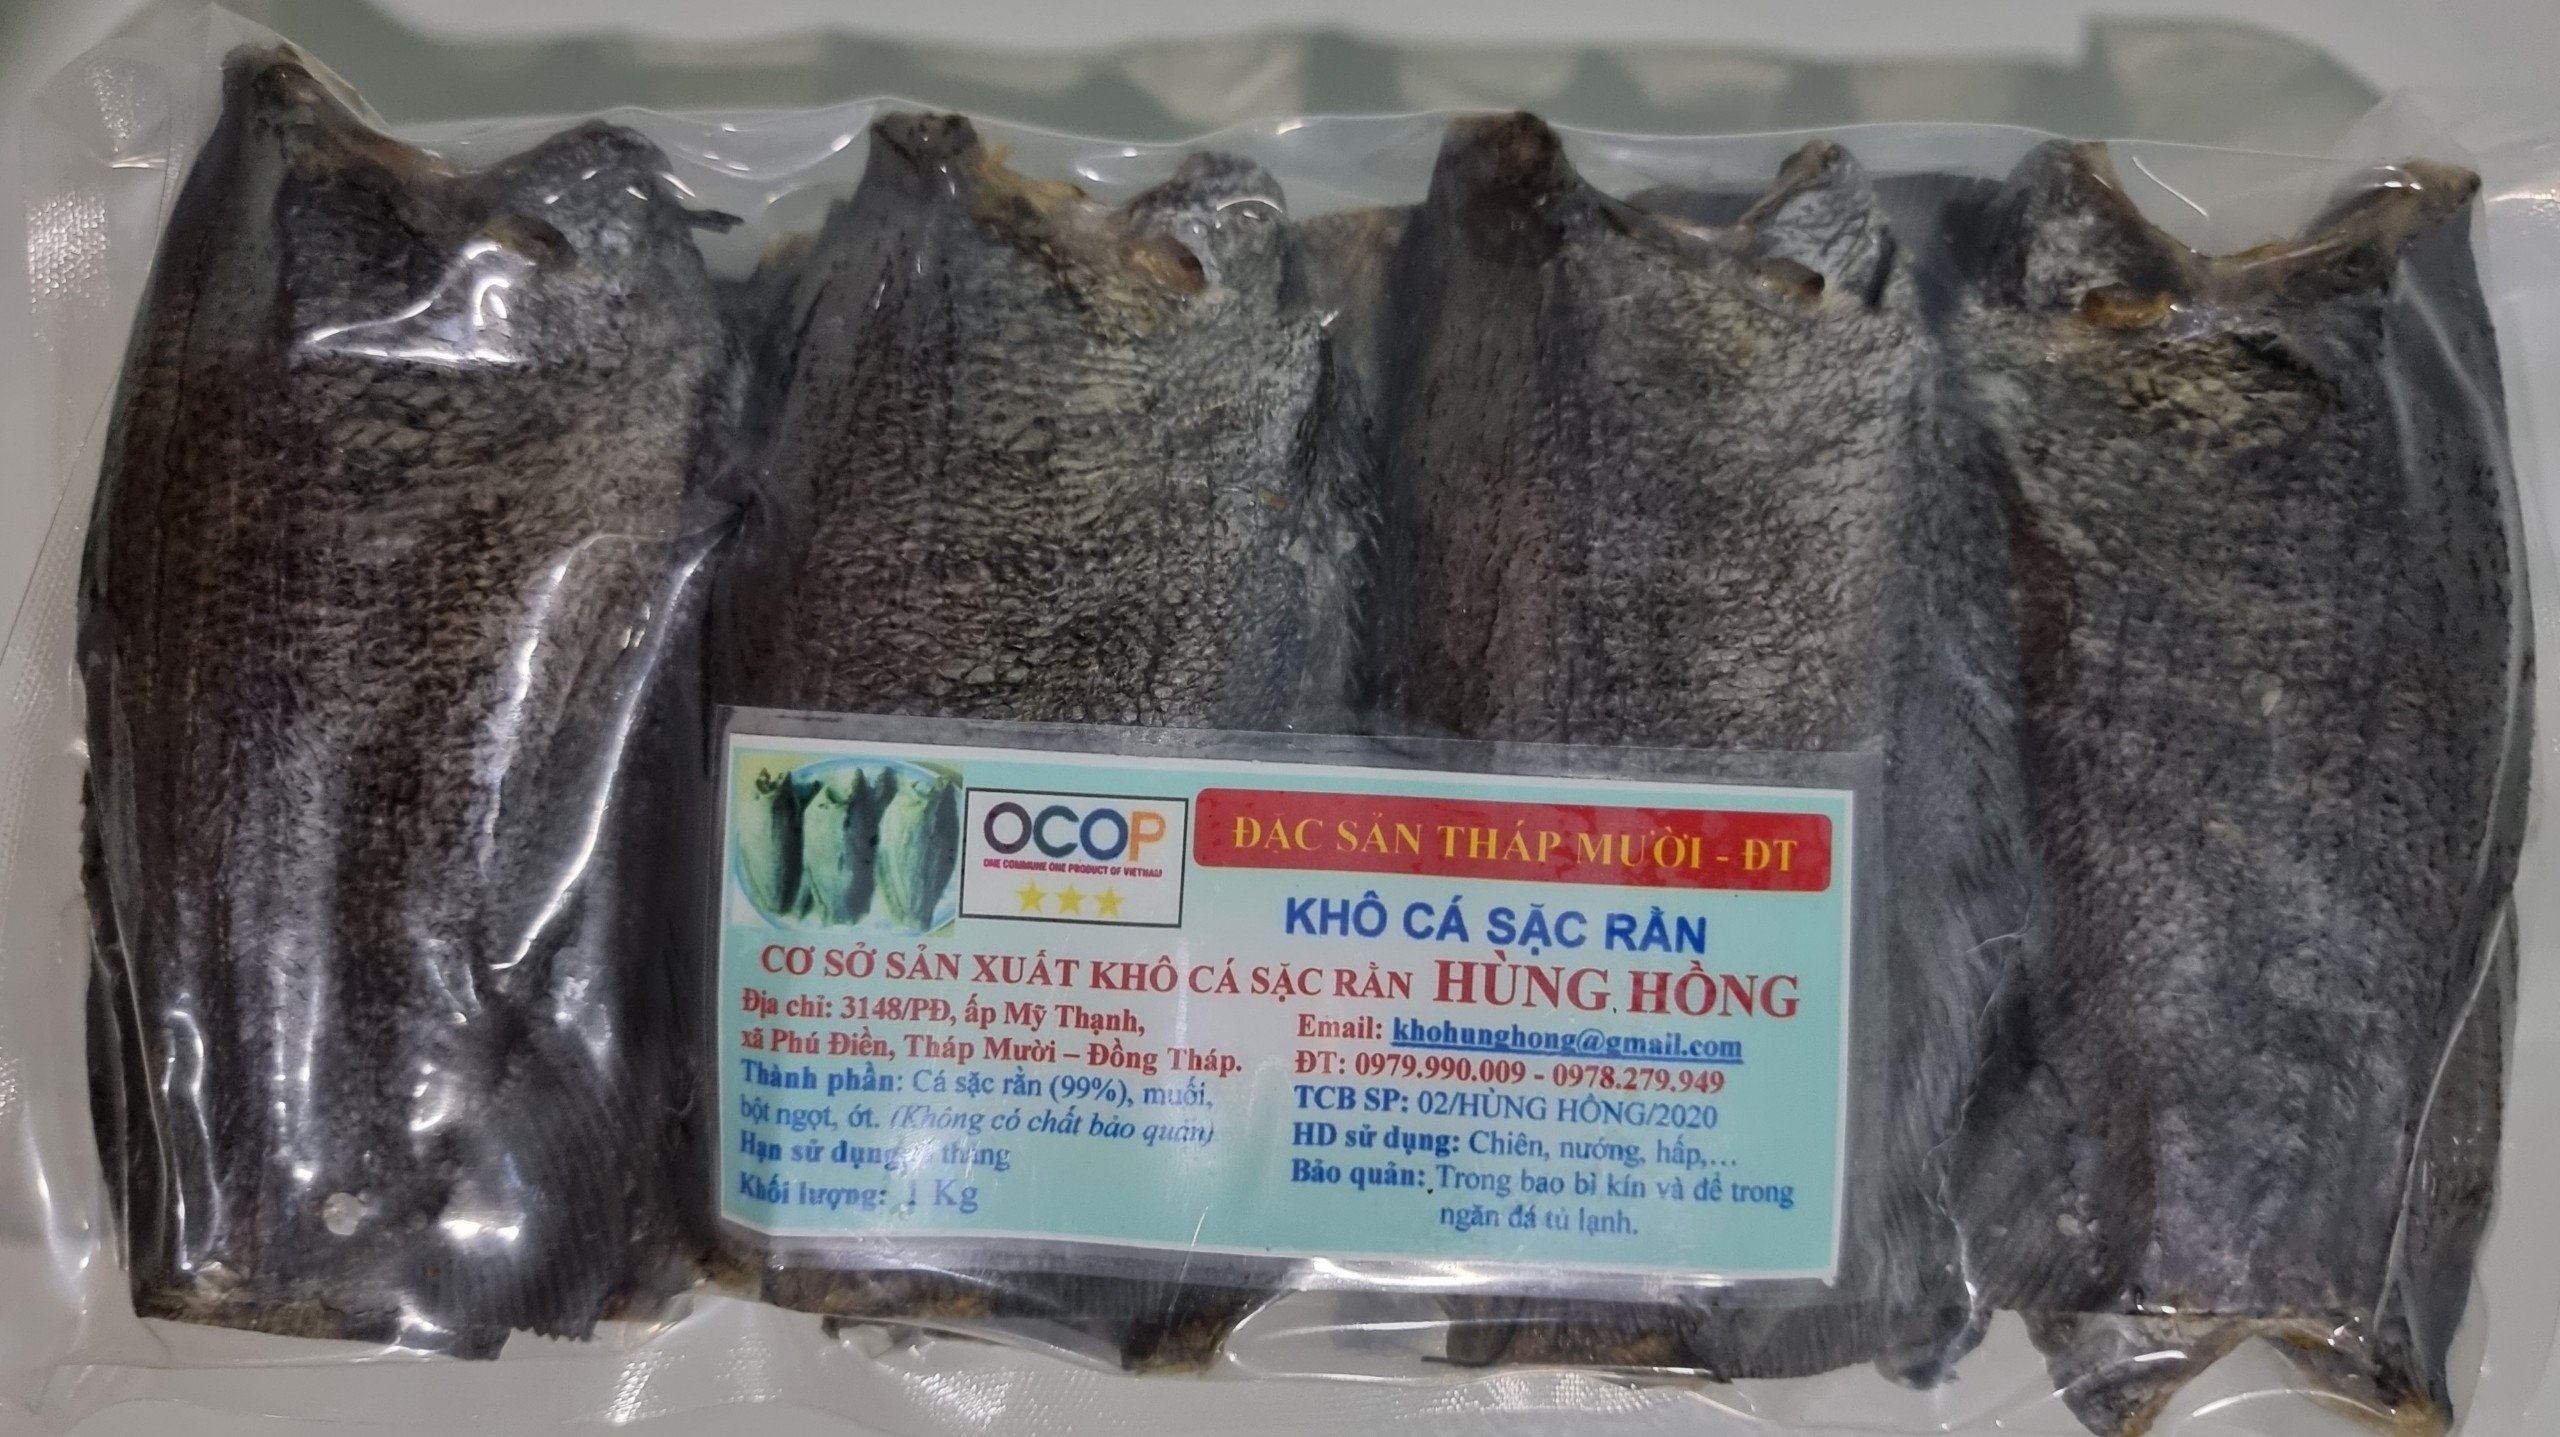 OCOP
ONE COMMUNE ONE PRODUCT OF VIETNAM
ĐẶC SẢN THÁP MƯỜI - ĐT
KHÔ CÁ SẶC RẰN
CƠ SỞ SẢN XUẤT KHÔ CÁ SẶC RẰN HÙNG HỒNG
Địa chỉ: 3148/PĐ, ấp Mỹ Thạnh,
xã Phú Điền, Tháp Mười – Đồng Tháp.
Thành phần: Cá sặc rằn (99%), muối,
bột ngọt, ớt. (Không có chất bảo quản)
Hạn sử dụng tháng
Khối lượng: 1 Kg
Email: khohunghong@gmail.com
ĐT: 0979.990.009 - 0978.279.949
TCB SP: 02/HÙNG HỒNG/2020
HD sử dụng: Chiên, nướng, hấp,...
Bảo quản: Trong bao bì kín và để trong
ngăn đá tủ lạnh.